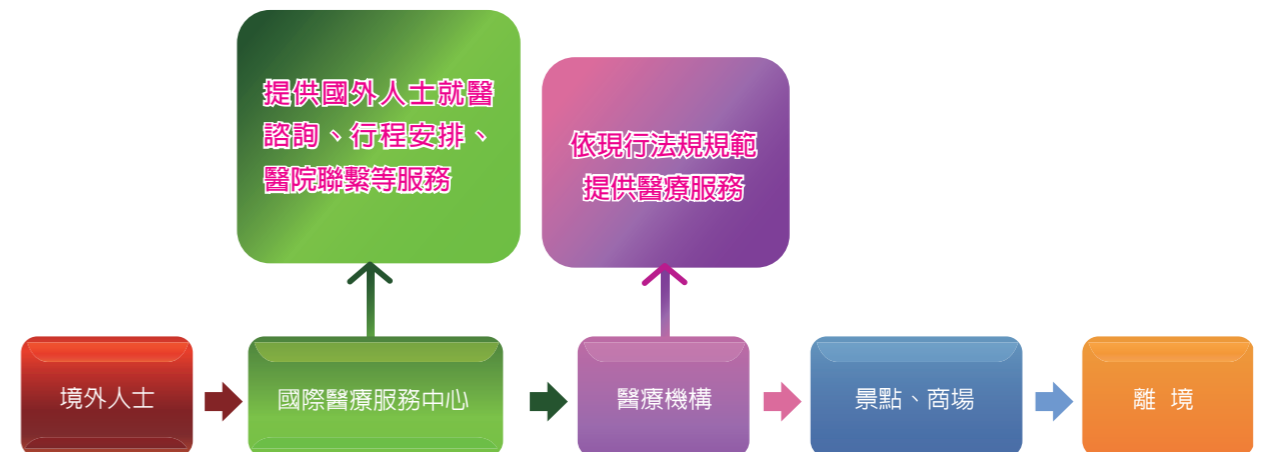 提供國外人士就醫
諮詢、行程安排、
醫院聯繫等服務
依現行法規規範
提供醫療服務
境外人士
國際醫療服務中心
醫療機構
景點、商場
離 境